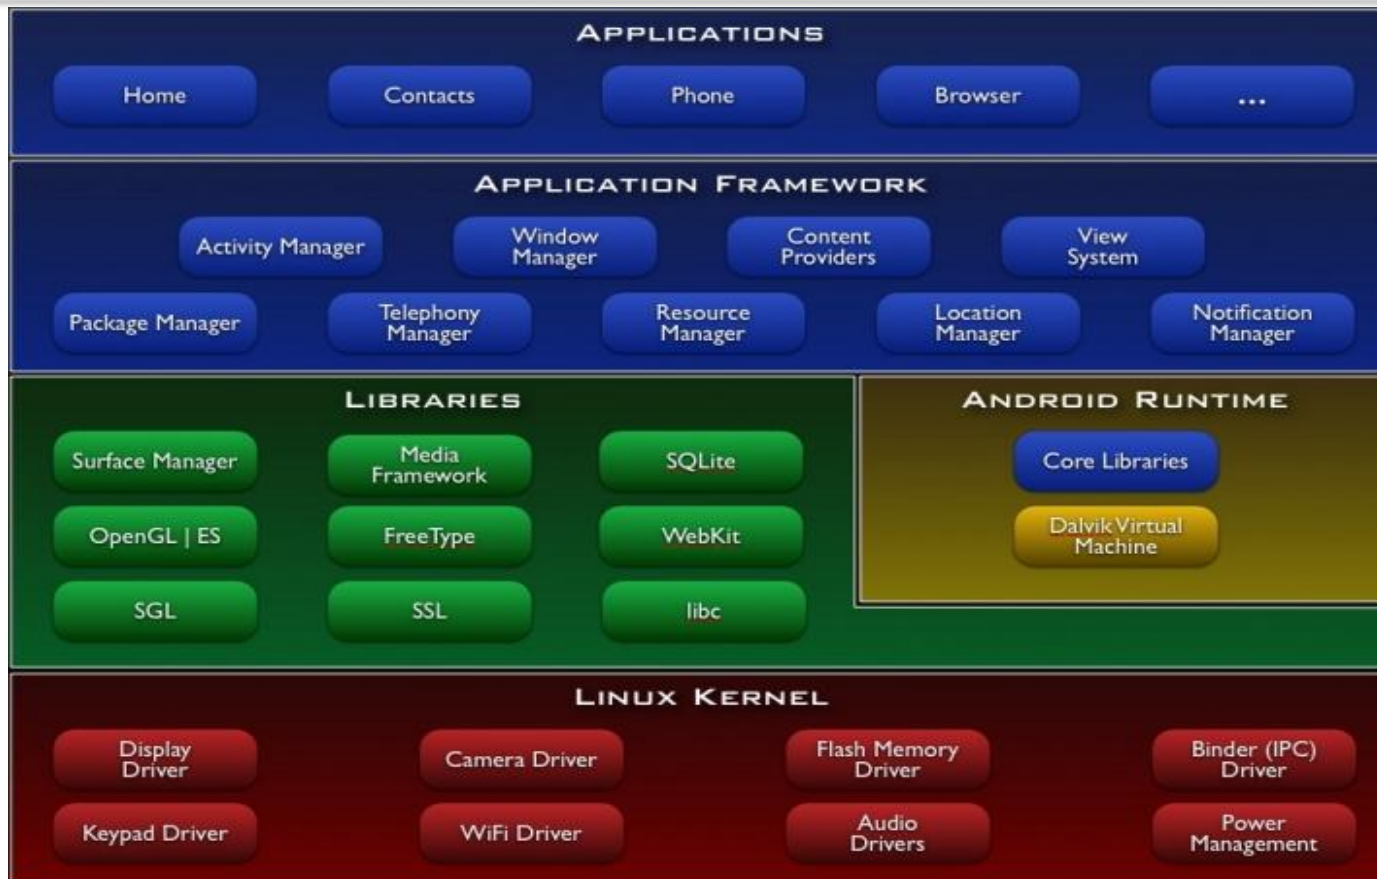 APPLICATIONS
Home
Contacts
Phone
Browser
...
APPLICATION FRAMEWORK
Activity Manager
Window
Manager
Content
Providers
View
System
Package Manager
Telephony
Manager
Resource
Manager
Location
Manager
Notification
Manager
LIBRARIES
Surface Manager
Media
Framework
SQLite
OpenGL | ES
FreeType
WebKit
SGL
SSL
libc
ANDROID RUNTIME
Core Libraries
Dalvik Virtual
Machine
LINUX KERNEL
Display
Driver
Camera Driver
Flash Memory
Driver
Binder (IPC)
Driver
Keypad Driver
WiFi Driver
Audio
Drivers
Power
Management